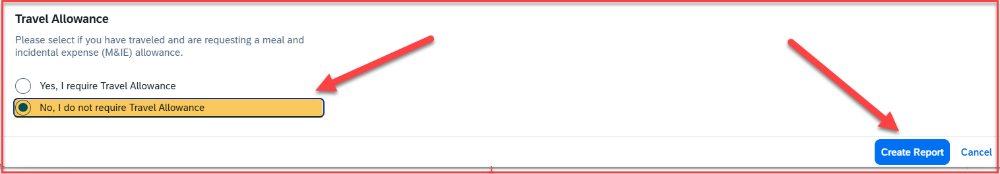 Travel Allowance
Please select if you have traveled and are requesting a meal and
incidental expense (M&IE) allowance.
Yes, I require Travel Allowance
No, I do not require Travel Allowance
Create Report
Cancel